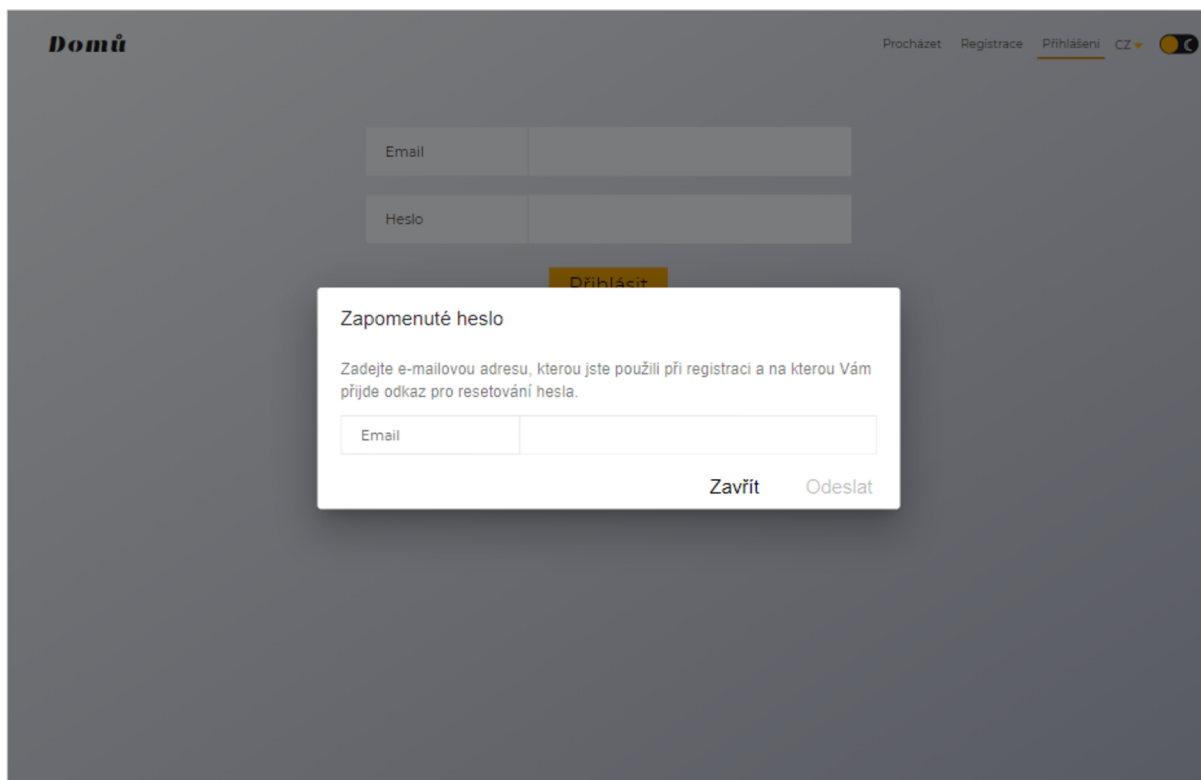 Domů
Procházet Registrace Přihlášení CZ
Email
Heslo
Přihlásit
Zapomenuté heslo
Zadejte e-mailovou adresu, kterou jste použili při registraci a na kterou Vám
přijde odkaz pro resetování hesla.
Email
Zavřít Odeslat